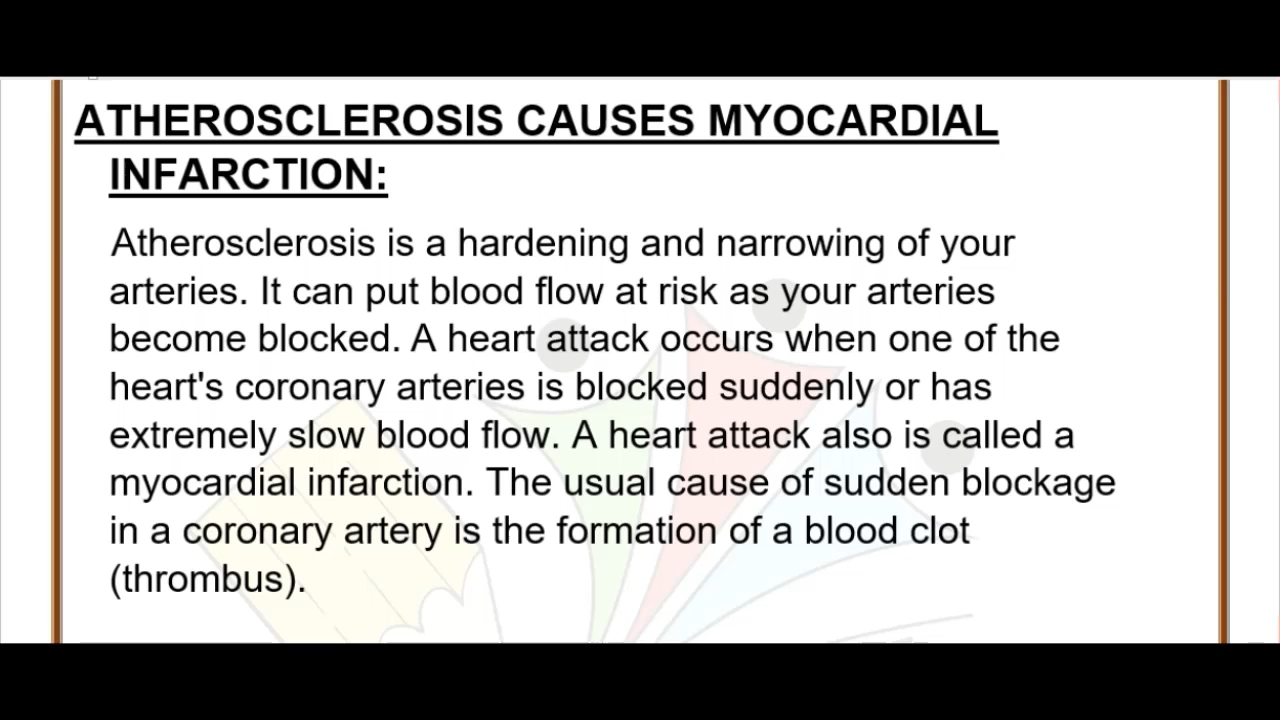 ATHEROSCLEROSIS CAUSES MYOCARDIAL
INFARCTION:
Atherosclerosis is a hardening and narrowing of your
arteries. It can put blood flow at risk as your arteries
become blocked. A heart attack occurs when one of the
heart's coronary arteries is blocked suddenly or has
extremely slow blood flow. A heart attack also is called a
myocardial infarction. The usual cause of sudden blockage
in a coronary artery is the formation of a blood clot
(thrombus).